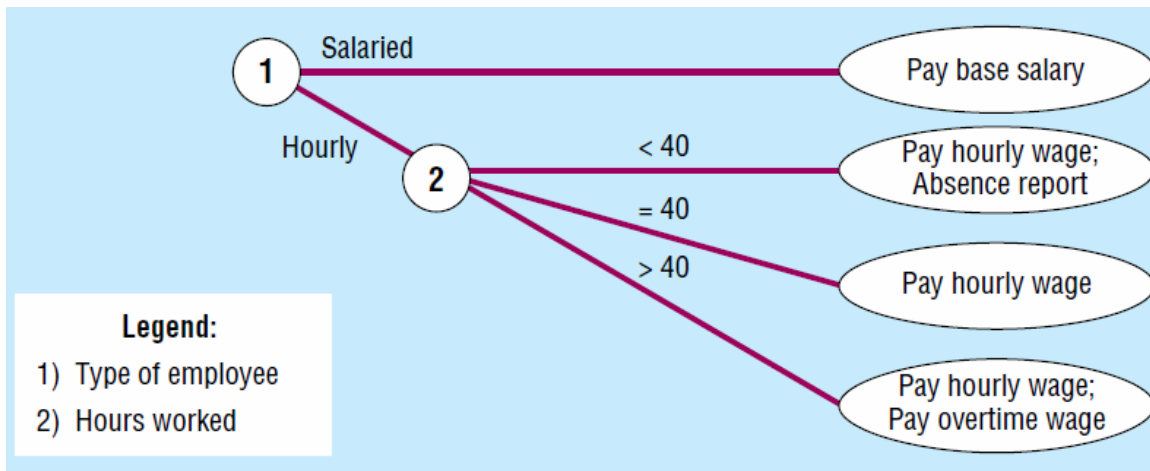 1
Salaried
Pay base salary
Hourly
2
< 40
Pay hourly wage;
Absence report
= 40
Pay hourly wage
> 40
Pay hourly wage;
Pay overtime wage
Legend:
1) Type of employee
2) Hours worked